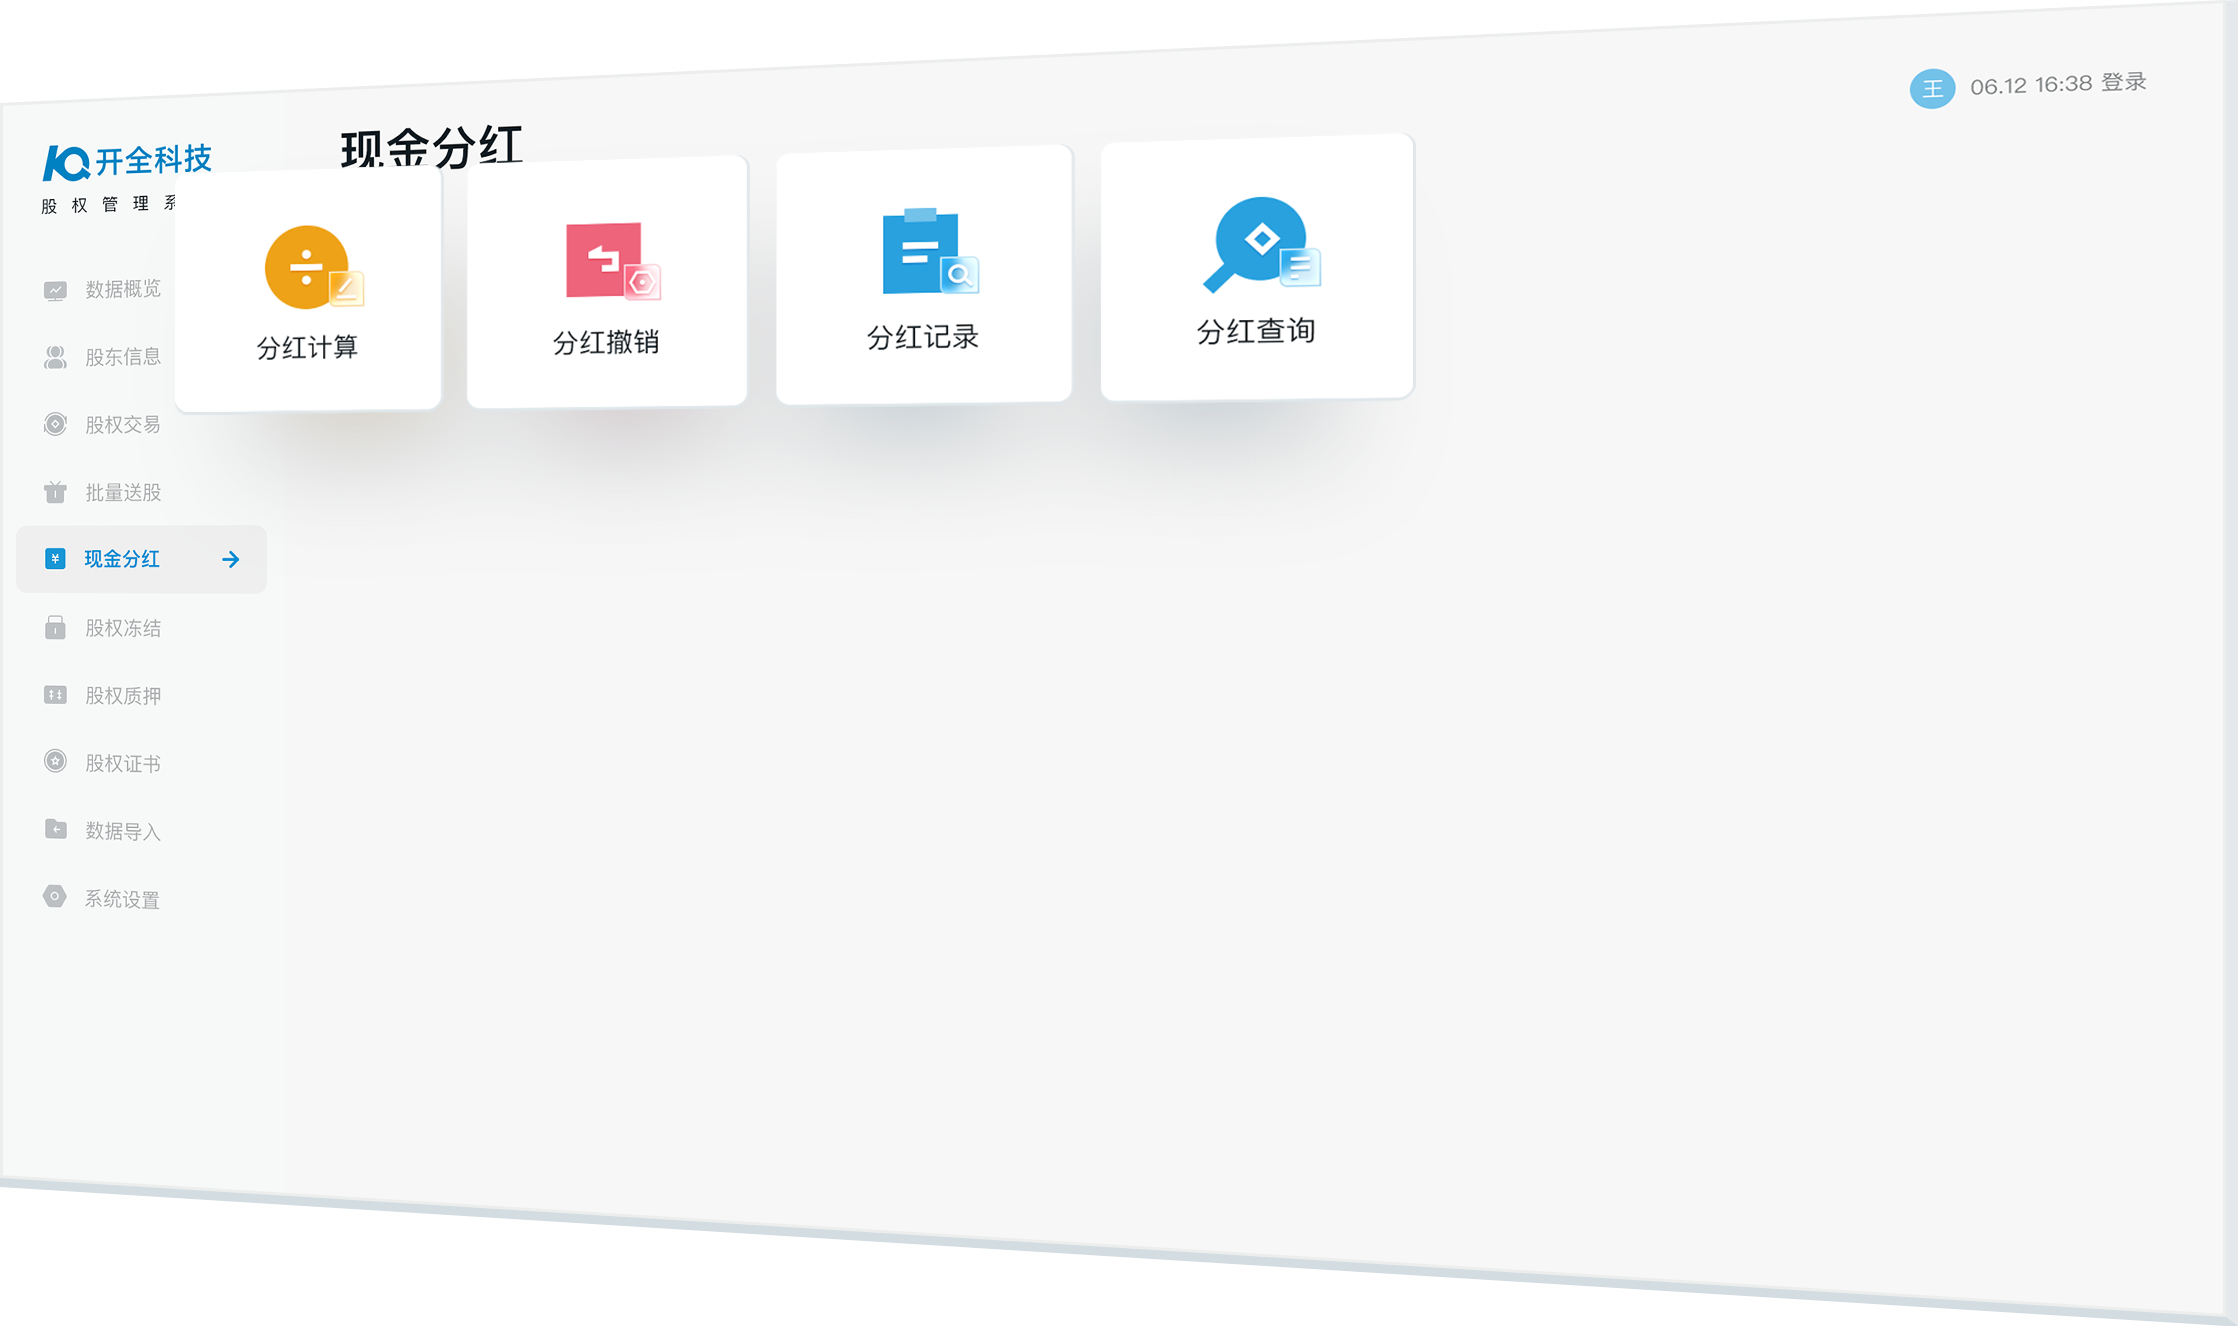 开全科技
股权管理系
现金分红
王 06.12 16:38 登录
数据概览
股东信息
股权交易
批量送股
现金分红
股权冻结
股权质押
股权证书
数据导入
系统设置
分红计算
分红撤销
分红记录
分红查询